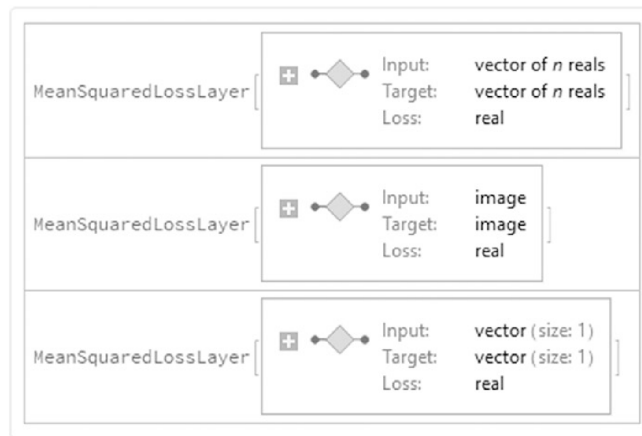 Input: vector of n reals
MeanSquaredLossLayer[ Target: vector of n reals ]
Loss: real
Input: image
MeanSquaredLossLayer[ Target: image ]
Loss: real
Input: vector (size: 1)
MeanSquaredLossLayer[ Target: vector (size: 1) ]
Loss: real